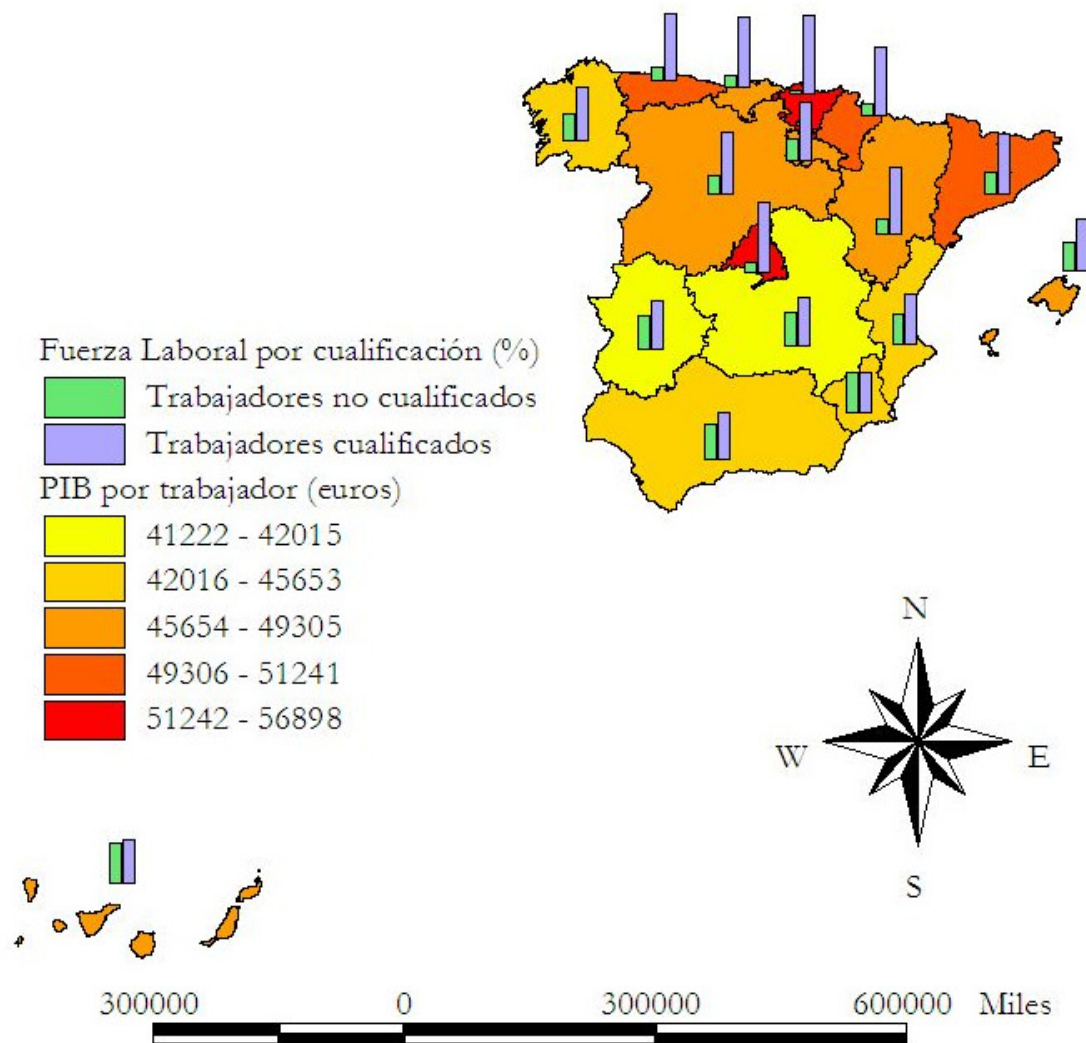 Fuerza Laboral por cualificación (%)
Trabajadores no cualificados
Trabajadores cualificados
PIB por trabajador (euros)
41222 - 42015
42016 - 45653
45654 - 49305
49306 - 51241
51242 - 56898
N
W E
S
300000 0 300000 600000 Miles